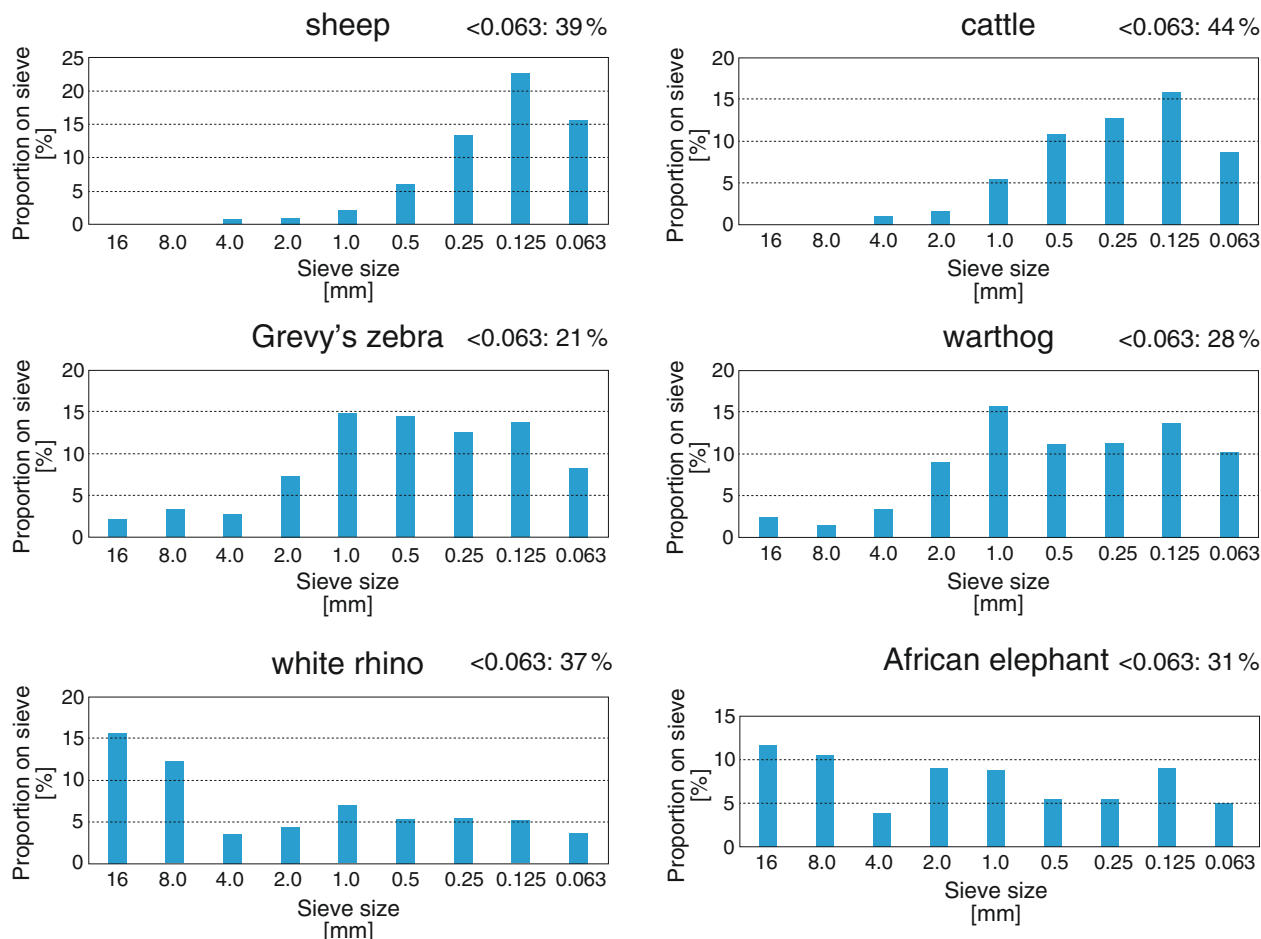 sheep <0.063: 39 %
Proportion on sieve
[%]
25
20
15
10
5
0
16 8.0 4.0 2.0 1.0 0.5 0.25 0.125 0.063
Sieve size
[mm]
cattle <0.063: 44 %
Proportion on sieve
[%]
20
15
10
5
0
16 8.0 4.0 2.0 1.0 0.5 0.25 0.125 0.063
Sieve size
[mm]
Grevy's zebra <0.063: 21 %
Proportion on sieve
[%]
20
15
10
5
0
16 8.0 4.0 2.0 1.0 0.5 0.25 0.125 0.063
Sieve size
[mm]
warthog <0.063: 28 %
Proportion on sieve
[%]
20
15
10
5
0
16 8.0 4.0 2.0 1.0 0.5 0.25 0.125 0.063
Sieve size
[mm]
white rhino <0.063: 37 %
Proportion on sieve
[%]
20
15
10
5
0
16 8.0 4.0 2.0 1.0 0.5 0.25 0.125 0.063
Sieve size
[mm]
African elephant <0.063: 31 %
Proportion on sieve
[%]
15
10
5
0
16 8.0 4.0 2.0 1.0 0.5 0.25 0.125 0.063
Sieve size
[mm]